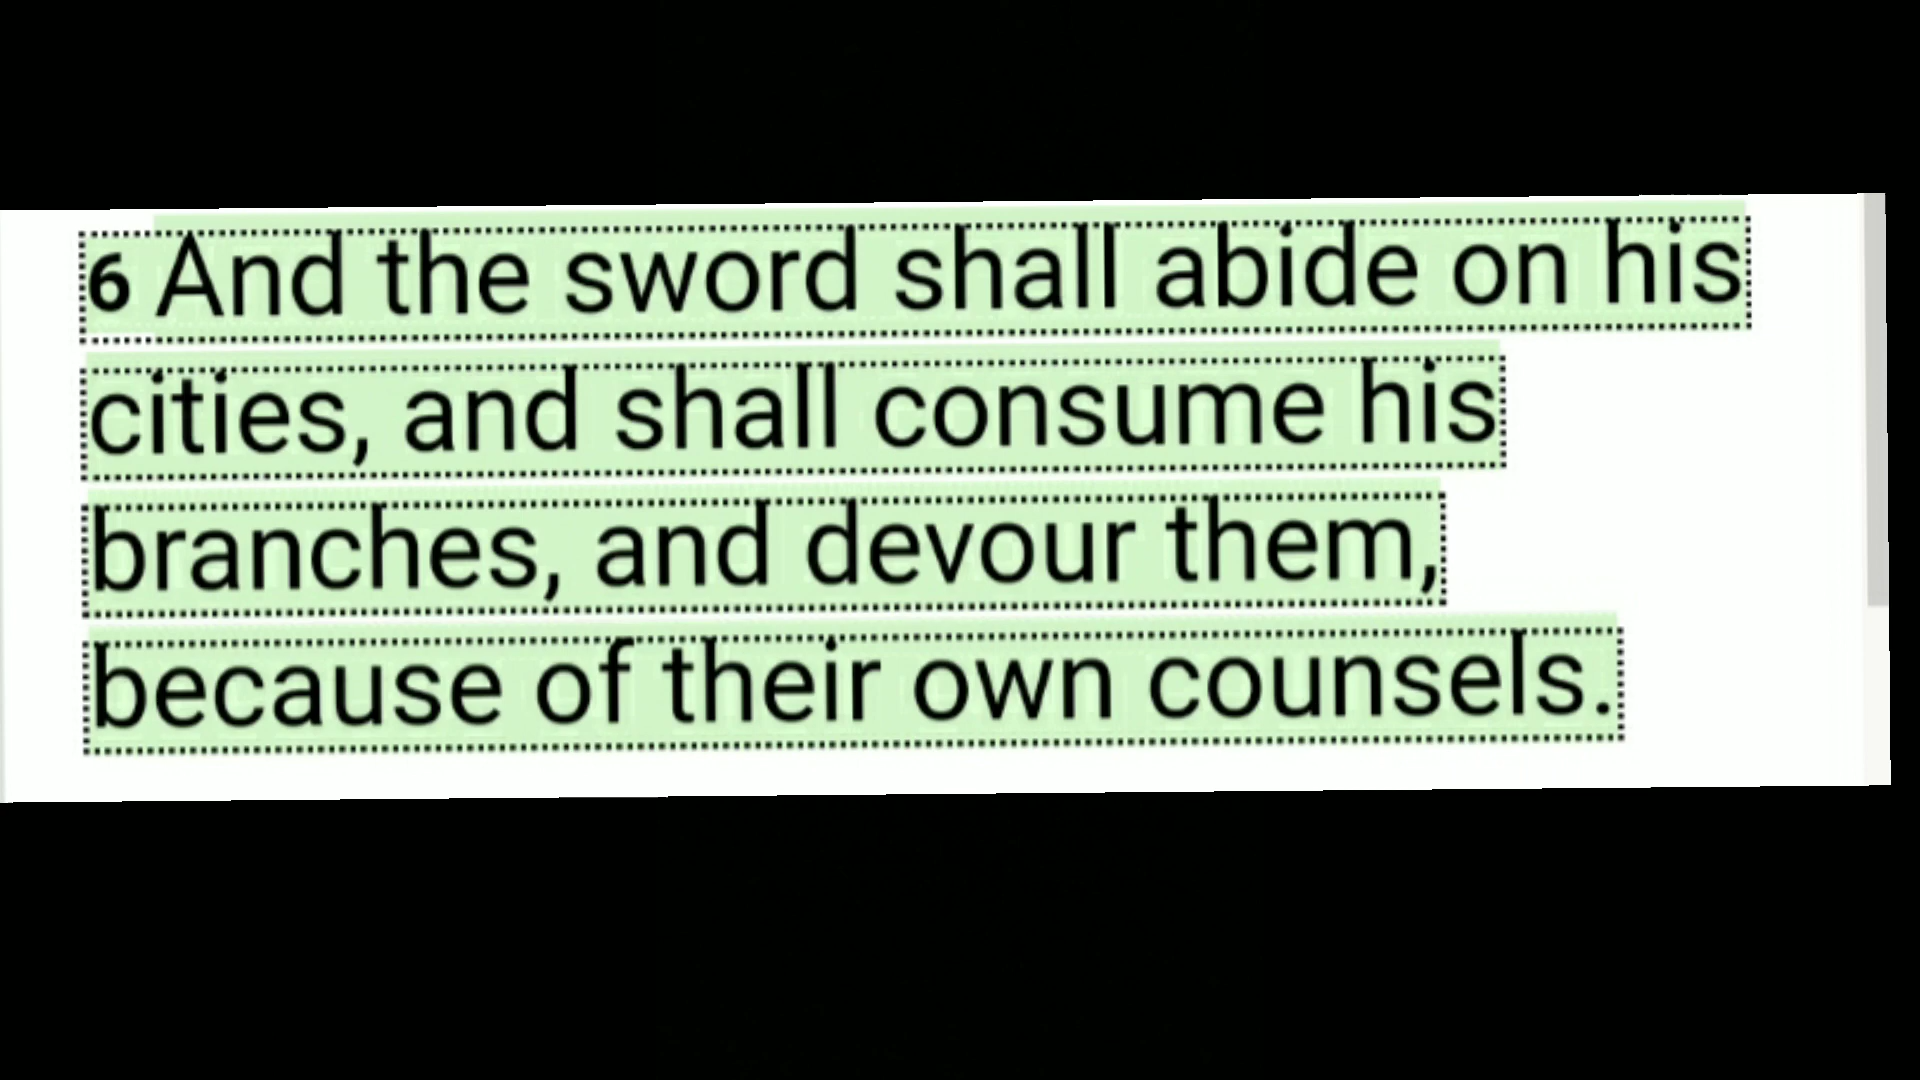 6 And the sword shall abide on his
cities, and shall consume his
branches, and devour them,
because of their own counsels.